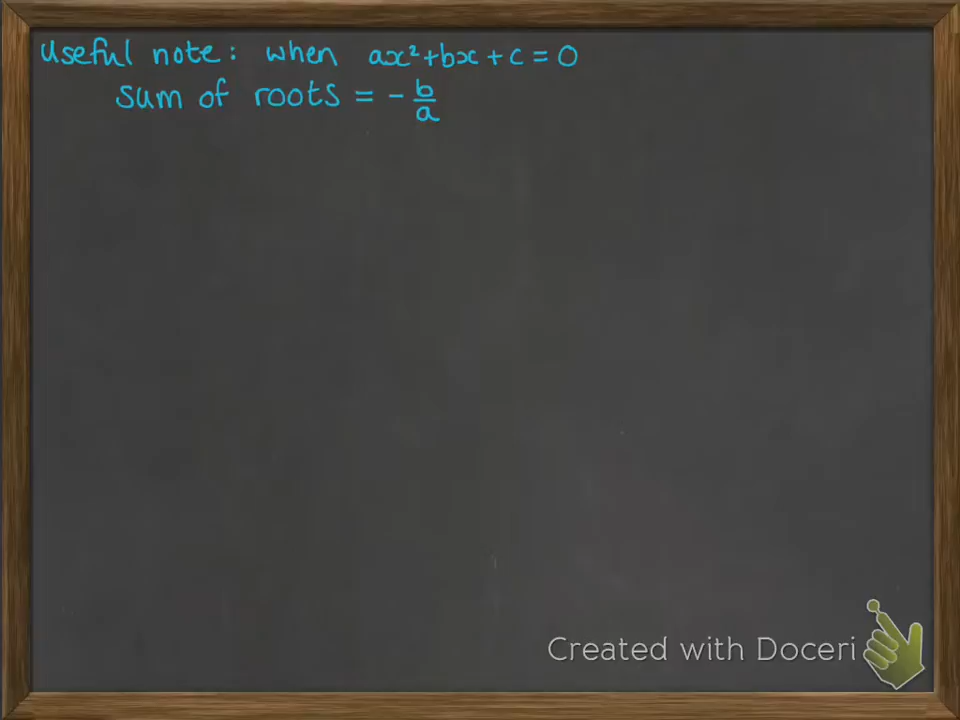 useful note: when ax²+bx+c=0
sum of roots = -b/a
Created with Doceri